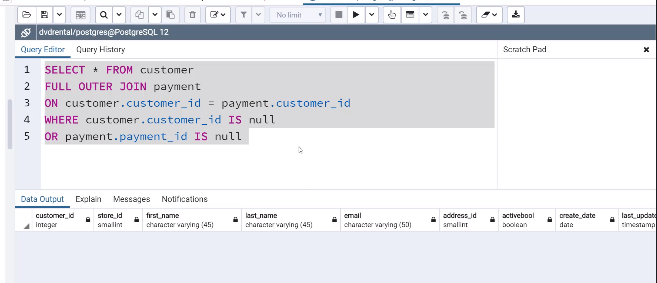 No limit
dvdrental/postgres@PostgreSQL 12
Query Editor Query History
Scratch Pad
1 SELECT * FROM customer
2 FULL OUTER JOIN payment
3 ON customer.customer_id = payment.customer_id
4 WHERE customer.customer_id IS null
5 OR payment.payment_id IS null
Data Output Explain Messages Notifications
customer_id store_id first_name last_name email address_id activebool create_date last_update
integer smallint character varying (45) character varying (45) character varying (50) smallint boolean date timestamp